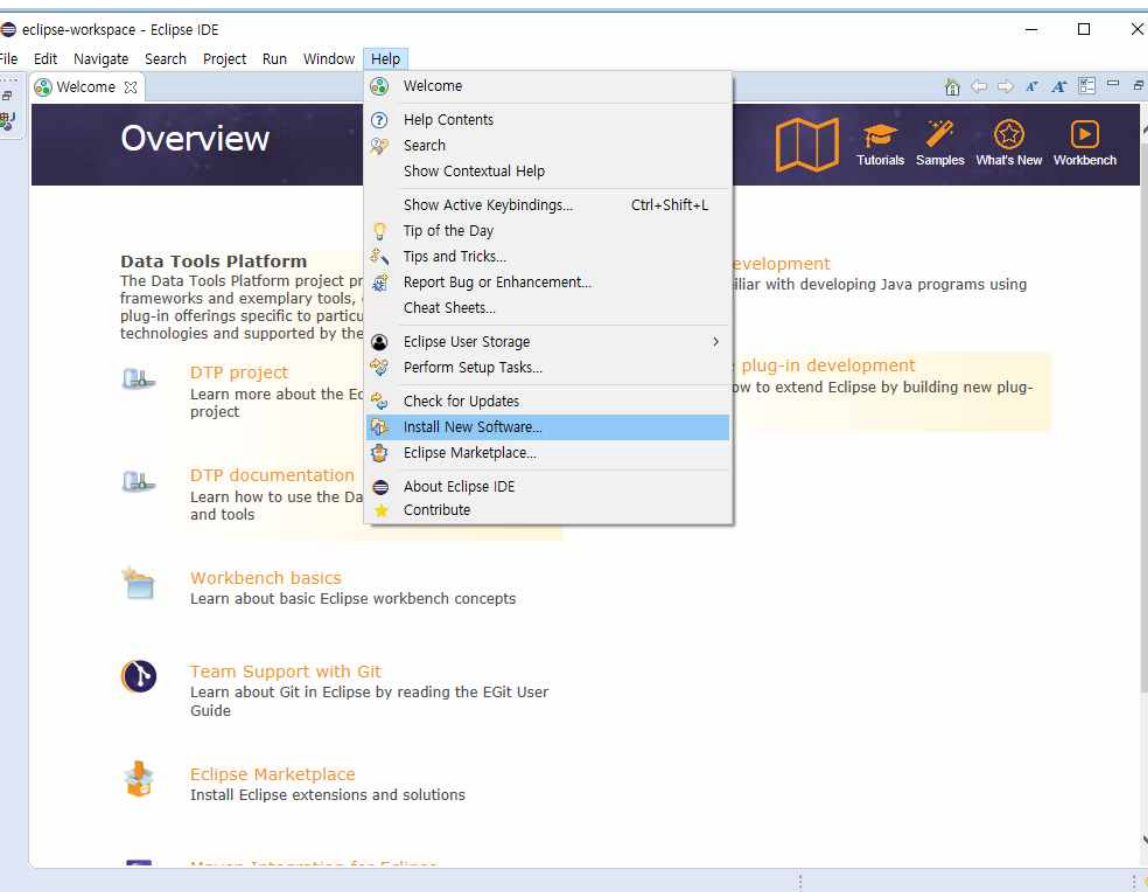 eclipse-workspace - Eclipse IDE
File Edit Navigate Search Project Run Window Help
Welcome
Overview
Tutorials Samples What's New Workbench
Welcome
Help Contents
Search
Show Contextual Help
Show Active Keybindings... Ctrl+Shift+L
Tip of the Day
Tips and Tricks...
Report Bug or Enhancement...
Cheat Sheets...
Eclipse User Storage
Perform Setup Tasks...
Check for Updates
Install New Software...
Eclipse Marketplace...
About Eclipse IDE
Contribute
Data Tools Platform
The Data Tools Platform project pr
frameworks and exemplary tools,
plug-in offerings specific to particu
technologies and supported by the
DTP project
Learn more about the Ec
project
DTP documentation
Learn how to use the Da
and tools
Workbench basics
Learn about basic Eclipse workbench concepts
Team Support with Git
Learn about Git in Eclipse by reading the EGit User
Guide
Eclipse Marketplace
Install Eclipse extensions and solutions
Maven Integration for Eclipse
evelopment
iliar with developing Java programs using
plug-in development
ow to extend Eclipse by building new plug-